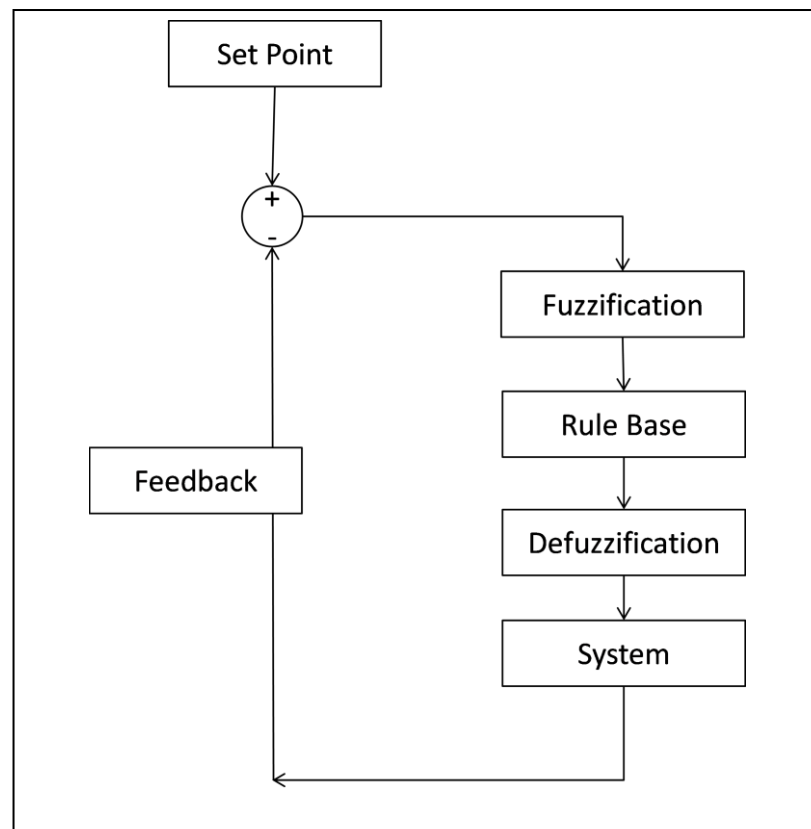 Set Point
+
-
Fuzzification
Rule Base
Feedback
Defuzzification
System